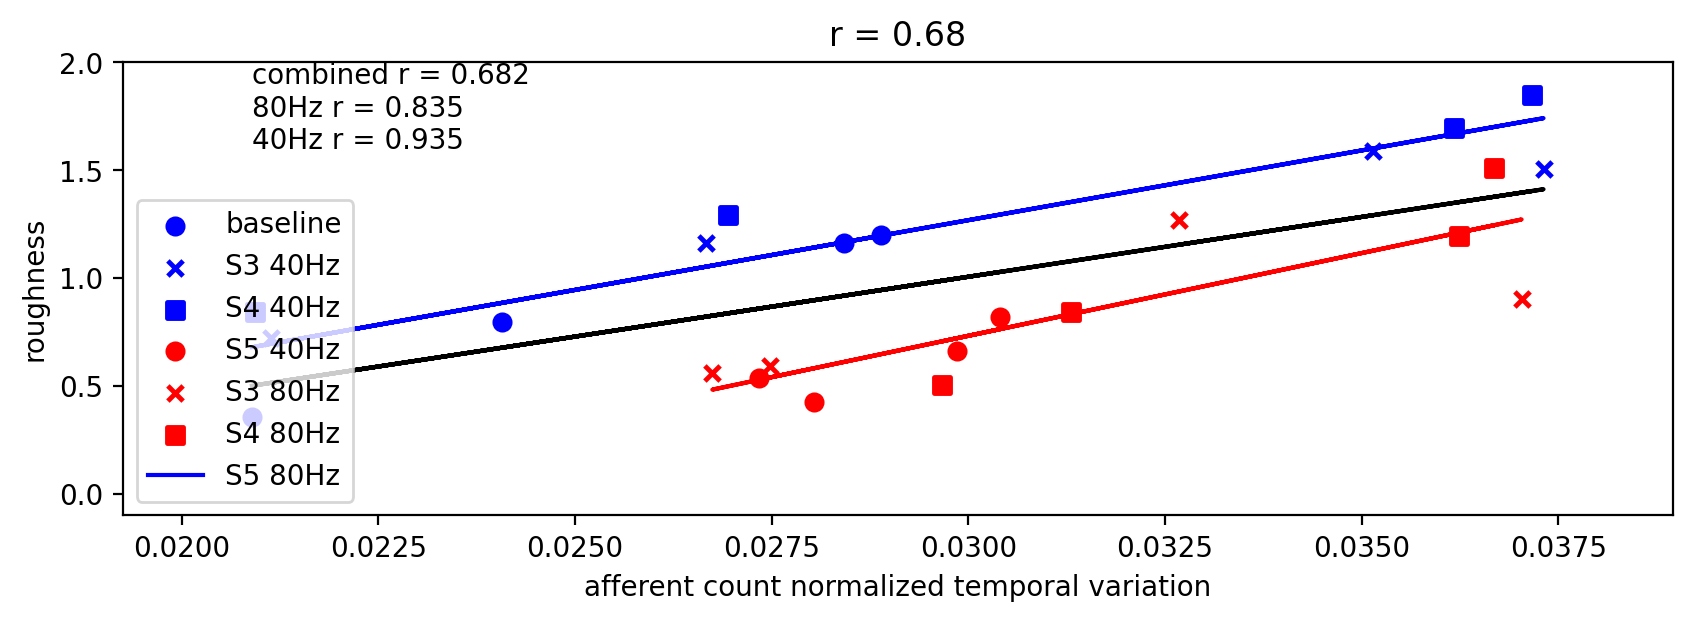 r = 0.68
combined r = 0.682
80Hz r = 0.835
40Hz r = 0.935
baseline
S3 40Hz
S4 40Hz
S5 40Hz
S3 80Hz
S4 80Hz
S5 80Hz
roughness
2.0
1.5
1.0
0.5
0.0
0.0200 0.0225 0.0250 0.0275 0.0300 0.0325 0.0350 0.0375
afferent count normalized temporal variation